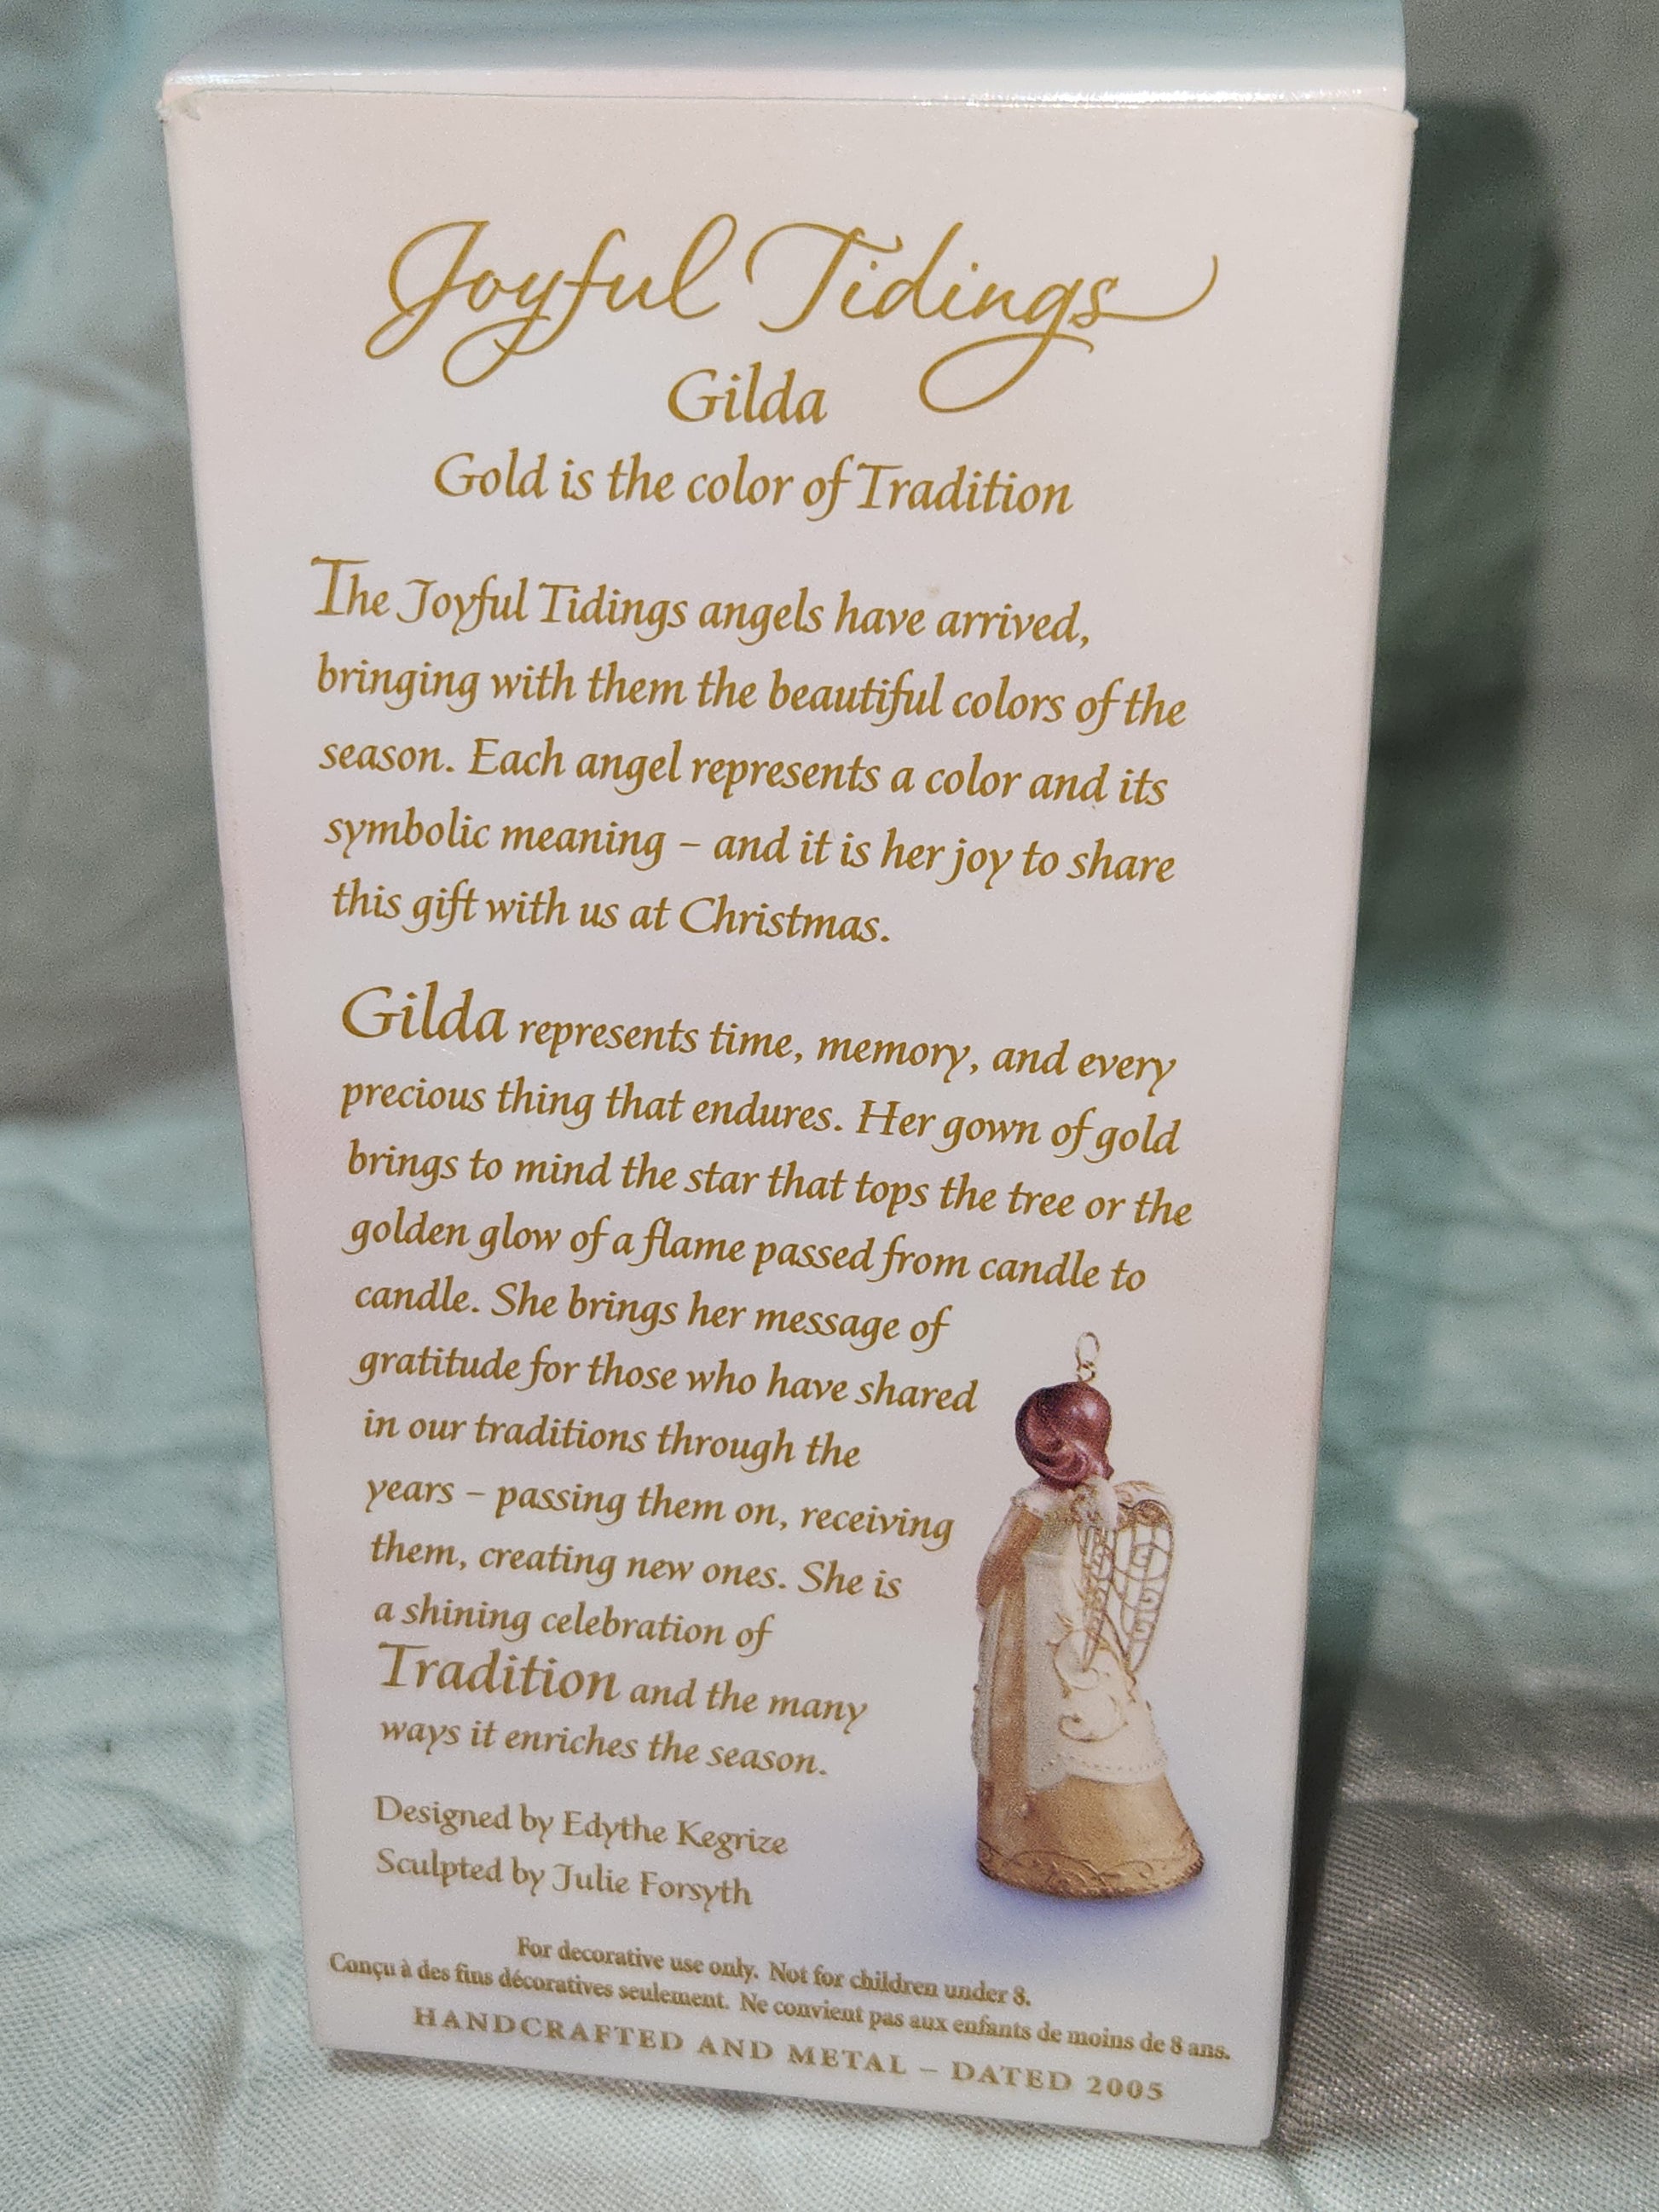 Joyful Tidings
Gilda
Gold is the color of Tradition
The Joyful Tidings angels have arrived,
bringing with them the beautiful colors of the
season. Each angel represents a color and its
symbolic meaning – and it is her joy to share
this gift with us at Christmas.
Gilda represents time, memory, and every
precious thing that endures. Her gown of gold
brings to mind the star that tops the tree or the
golden glow of a flame passed from candle to
candle. She brings her message of
gratitude for those who have shared
in our traditions through the
years – passing them on, receiving
them, creating new ones. She is
a shining celebration of
Tradition and the many
ways it enriches the season.
Designed by Edythe Kegrize
Sculpted by Julie Forsyth
For decorative use only. Not for children under 8.
Conçu à des fins décoratives seulement. Ne convient pas aux enfants de moins de 8 ans.
HANDCRAFTED AND METAL – DATED 2005